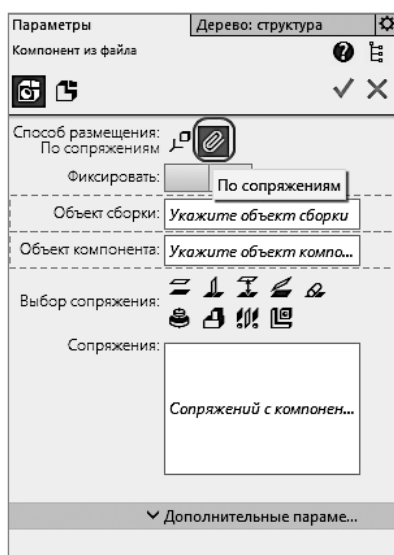 Параметры
Дерево: структура
Компонент из файла
Способ размещения:
По сопряжениям
Фиксировать:
По сопряжениям
Объект сборки: Укажите объект сборки
Объект компонента: Укажите объект компо...
Выбор сопряжения:
Сопряжения:
Сопряжений с компонен...
Дополнительные параме...